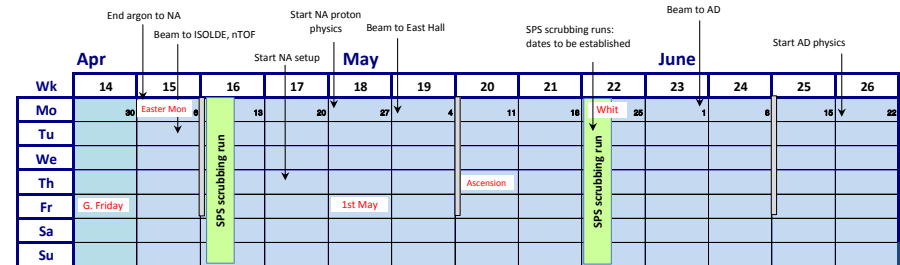 End argon to NA
Beam to ISOLDE, nTOF
Start NA setup
Start NA proton
physics
Beam to East Hall
SPS scrubbing runs:
dates to be established
Beam to AD
Start AD physics
Apr May June
Wk 14 15 16 17 18 19 20 21 22 23 24 25 26
Mo 30 Easter Mon 6 13 20 27 4 11 18 Whit 25 1 8 15 22
Tu
We
Th Ascension
Fr G. Friday 1st May
Sa
Su
SPS scrubbing run
SPS scrubbing run